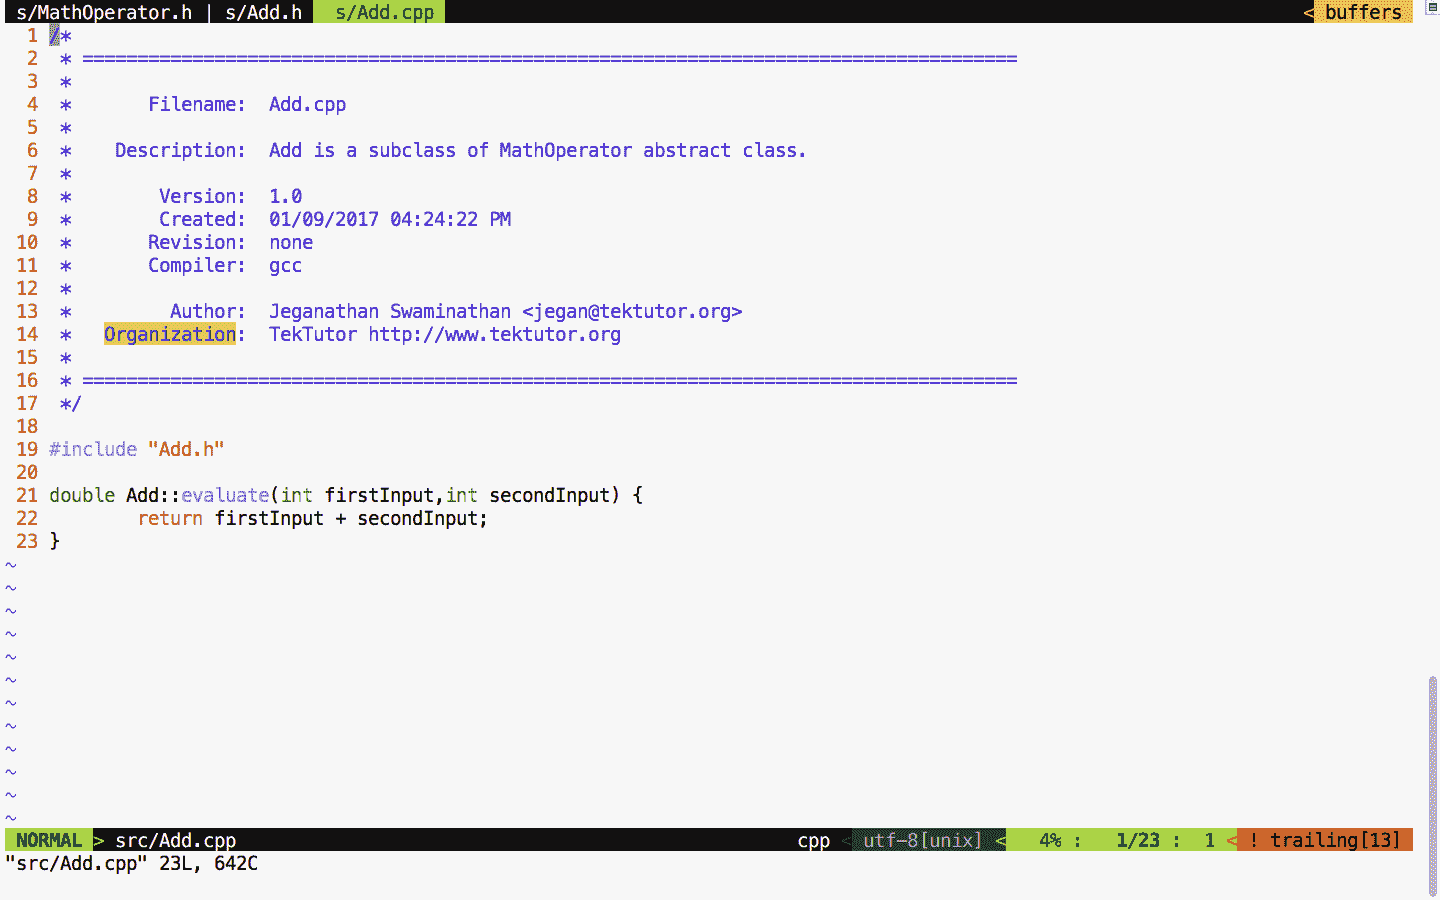 s/MathOperator.h | s/Add.h s/Add.cpp < buffers
1 /*
2 * =====================================================================================
3 *
4 * Filename: Add.cpp
5 *
6 * Description: Add is a subclass of MathOperator abstract class.
7 *
8 * Version: 1.0
9 * Created: 01/09/2017 04:24:22 PM
10 * Revision: none
11 * Compiler: gcc
12 *
13 * Author: Jeganathan Swaminathan <jegan@tektutor.org>
14 * Organization: TekTutor http://www.tektutor.org
15 *
16 * =====================================================================================
17 */
18
19 #include "Add.h"
20
21 double Add::evaluate(int firstInput,int secondInput) {
22 return firstInput + secondInput;
23 }
~
~
~
~
~
~
~
~
~
~
~
~
NORMAL > src/Add.cpp cpp < utf-8[unix] < 4% : 1/23 : 1 < ! trailing[13]
"src/Add.cpp" 23L, 642C